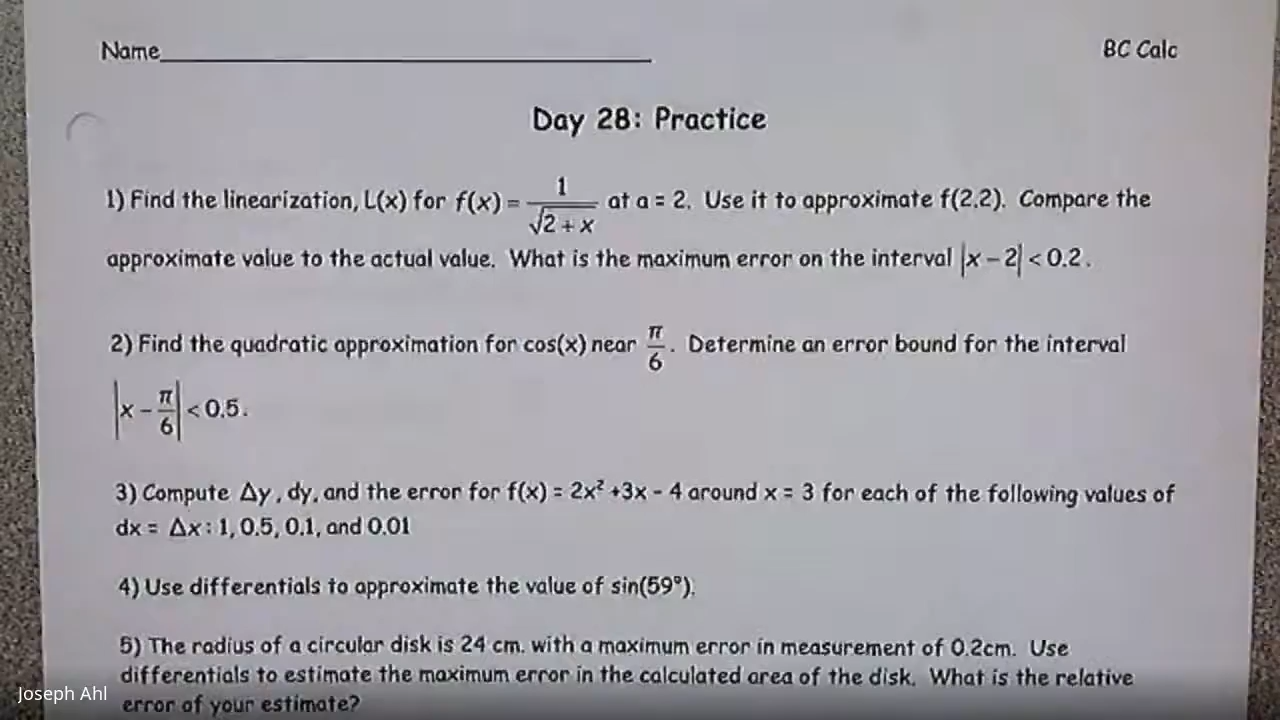 Name____________________ BC Calc
Day 28: Practice
1) Find the linearization, L(x) for f(x) = 1/√(2 + x) at a = 2. Use it to approximate f(2.2). Compare the
approximate value to the actual value. What is the maximum error on the interval |x - 2| < 0.2.
2) Find the quadratic approximation for cos(x) near π/6. Determine an error bound for the interval
|x - π/6| < 0.5.
3) Compute Δy, dy, and the error for f(x) = 2x² +3x - 4 around x = 3 for each of the following values of
dx = Δx: 1, 0.5, 0.1, and 0.01
4) Use differentials to approximate the value of sin(59°).
5) The radius of a circular disk is 24 cm. with a maximum error in measurement of 0.2cm. Use
differentials to estimate the maximum error in the calculated area of the disk. What is the relative
error of your estimate?
Joseph Ahl